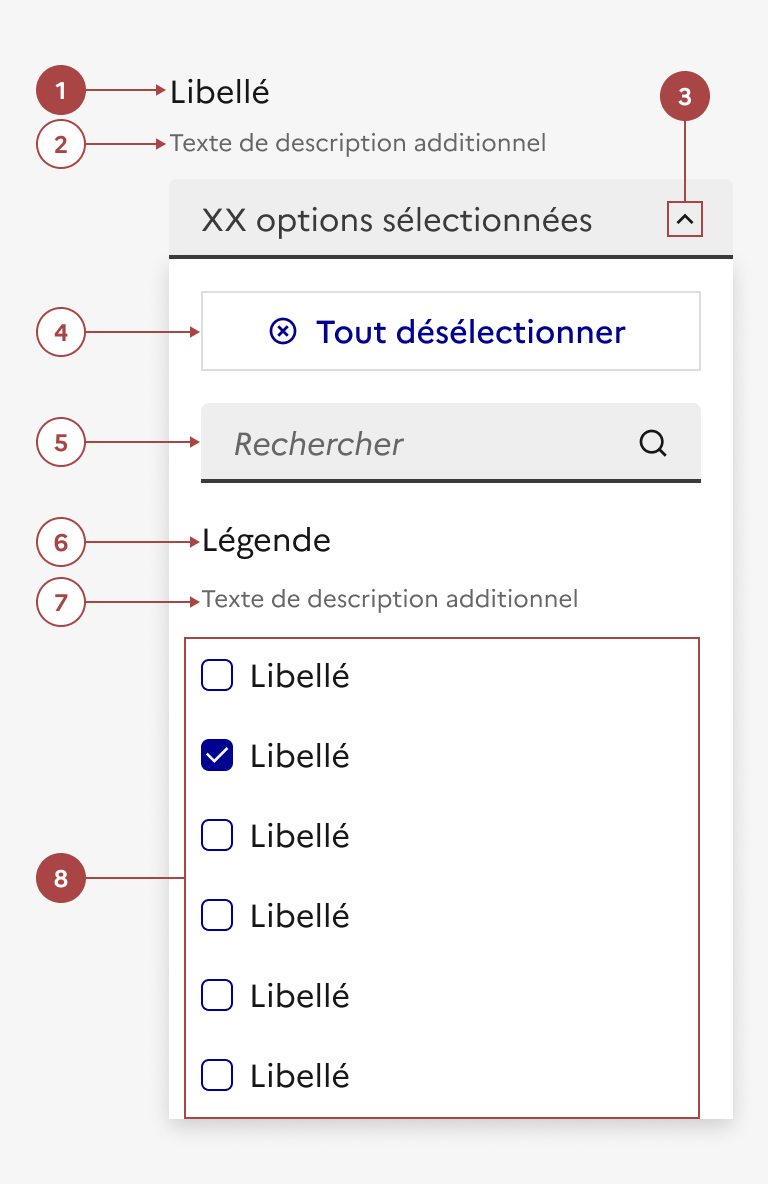 1 Libellé 3
2 Texte de description additionnel
XX options sélectionnées
4 Tout désélectionner
5 Rechercher
6 Légende
7 Texte de description additionnel
Libellé
Libellé
Libellé
8
Libellé
Libellé
Libellé